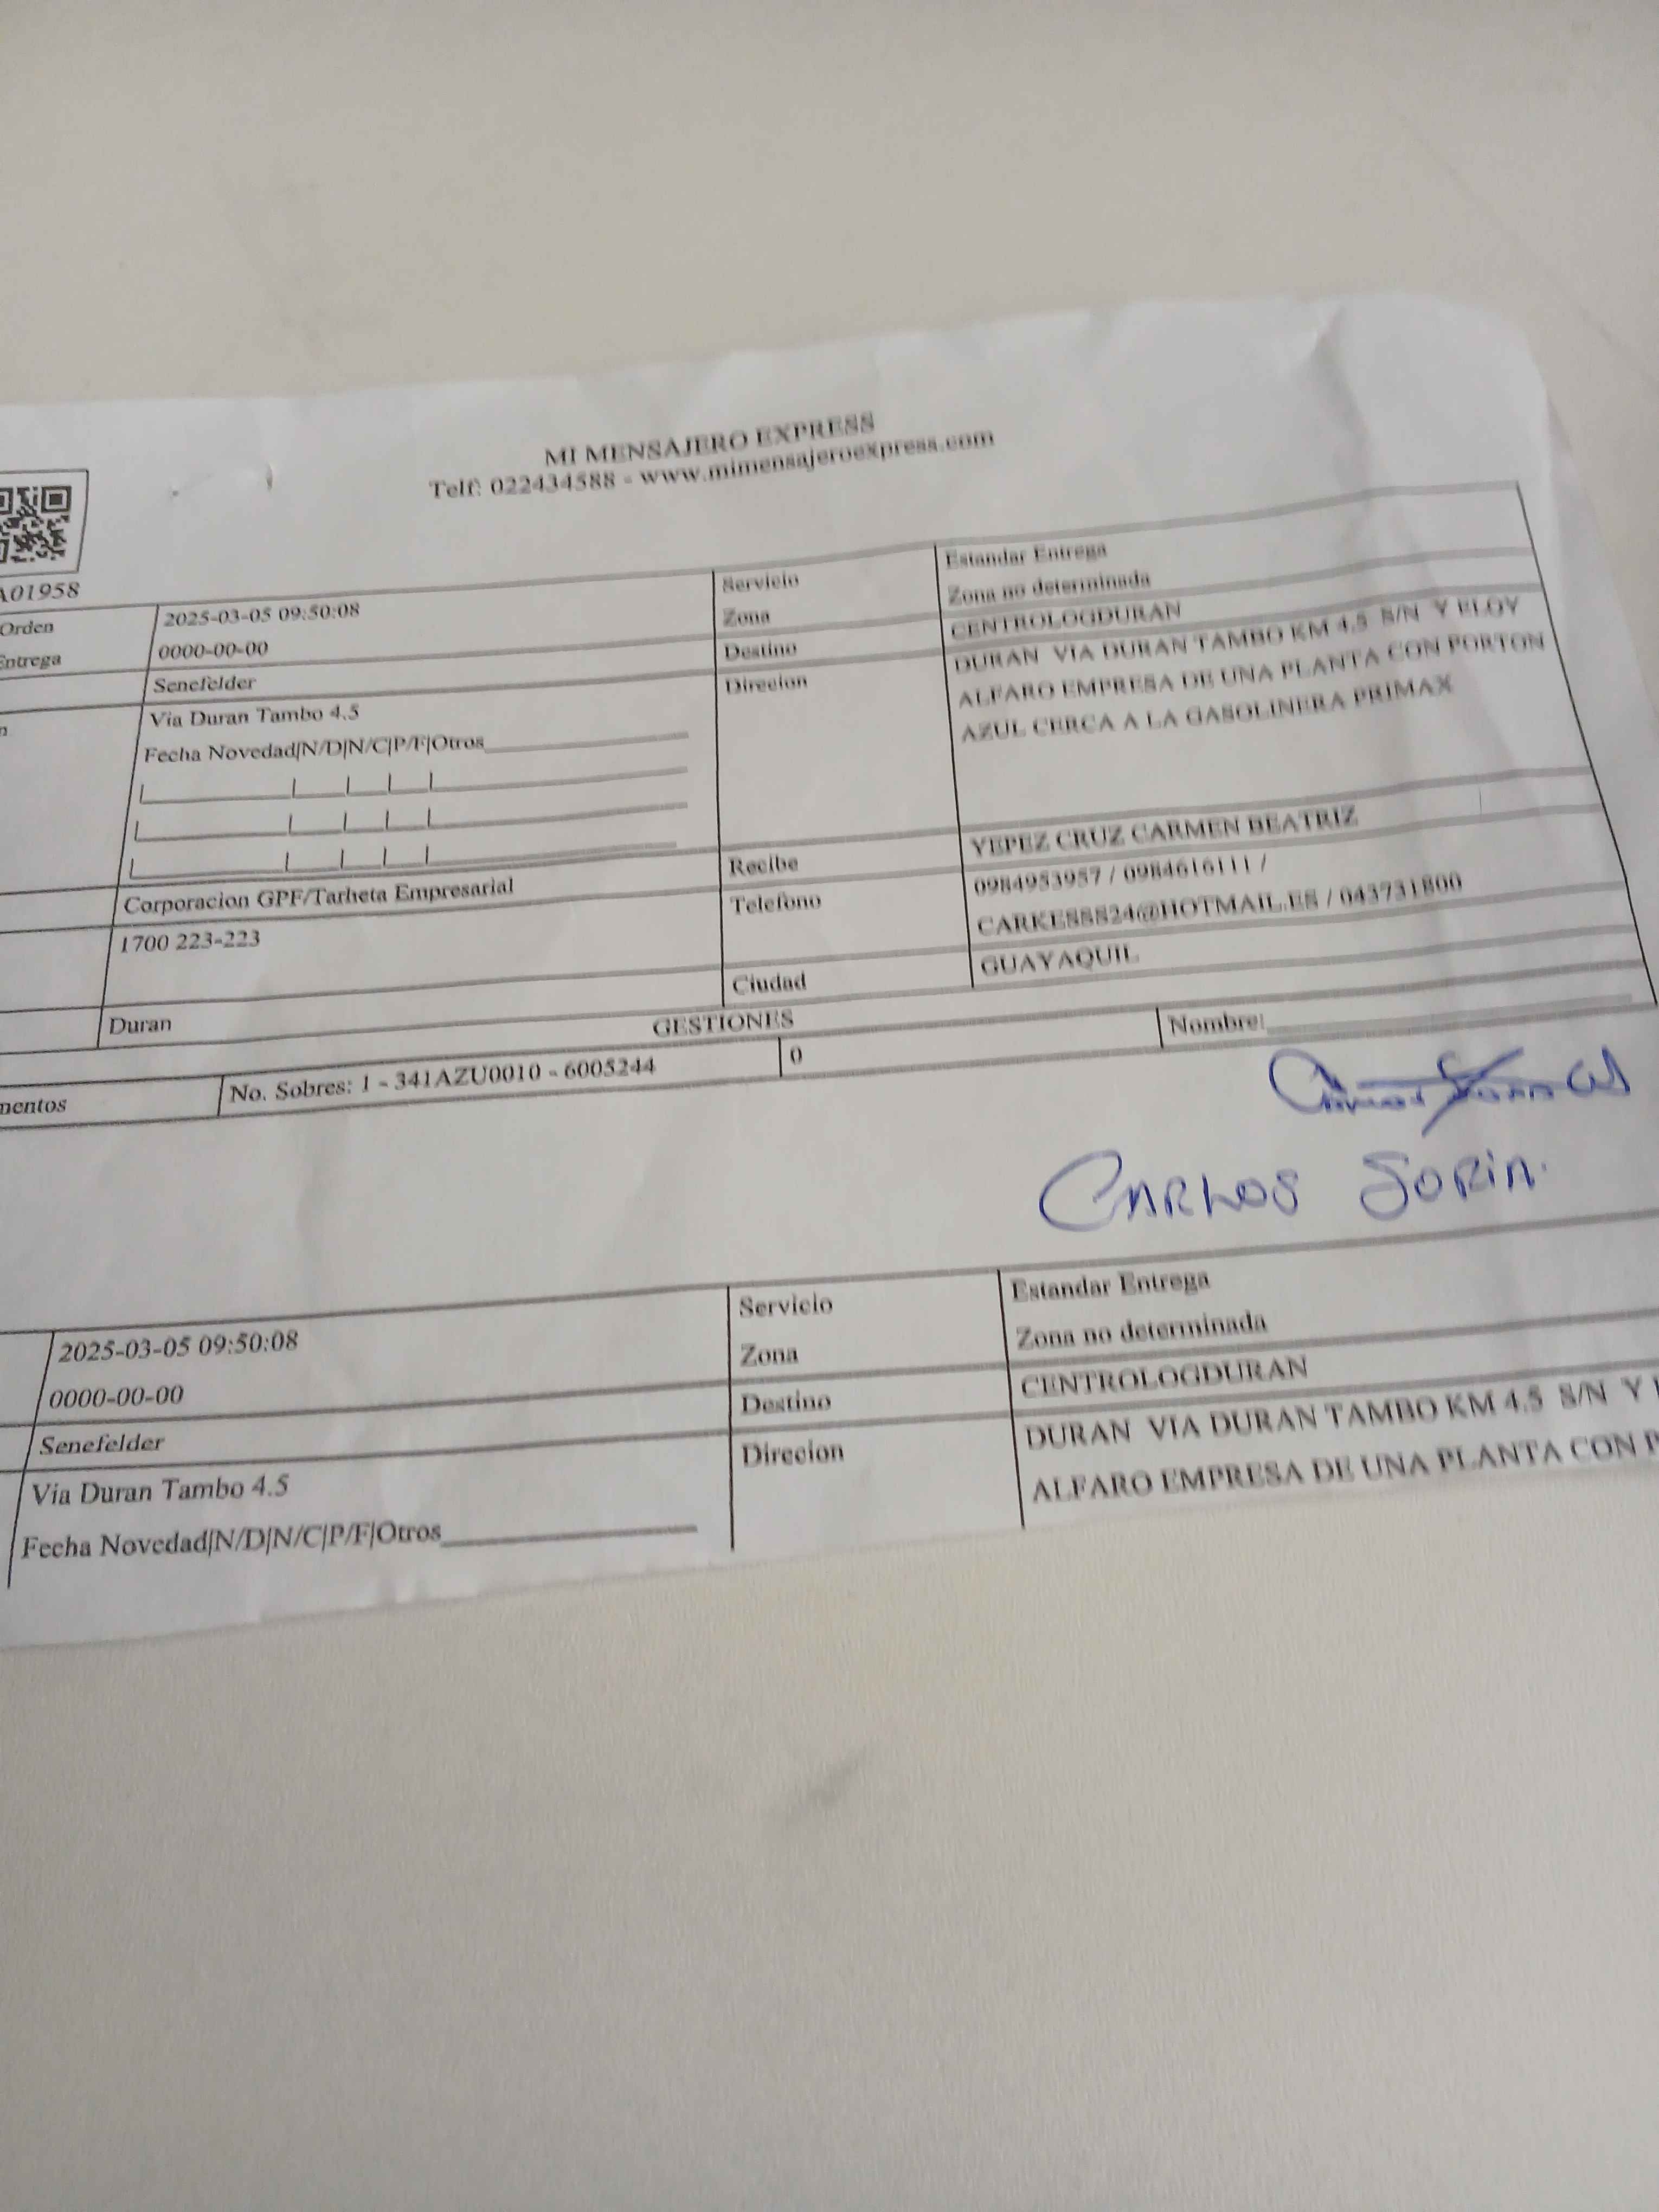 MI MENSAJERO EXPRESS
Telf: 022434588 - www.mimensajeroexpress.com
A01958
Orden 2025-03-05 09:50:08 Servicio Estandar Entrega
Entrega 0000-00-00 Zona Zona no determinada
Senefelder Destino CENTROLOGDURAN
Via Duran Tambo 4.5 Direcion DURAN VIA DURAN TAMBO KM 4.5 S/N Y ELOY
ALFARO EMPRESA DE UNA PLANTA CON PORTON
AZUL CERCA A LA GASOLINERA PRIMAX
Fecha Novedad|N/D|N/C|P/F|Otros
Corporacion GPF/Tarheta Empresarial Recibe YEPEZ CRUZ CARMEN BEATRIZ
1700 223-223 Telefono 0984953957 / 0984616111 /
CARKESSS24@HOTMAIL.ES / 043731800
Duran Ciudad GUAYAQUIL
GESTIONES
mentos No. Sobres: 1 - 341AZU0010 - 6005244 0 Nombre:
CARLOS SORIA.
2025-03-05 09:50:08 Servicio Estandar Entrega
0000-00-00 Zona Zona no determinada
Senefelder Destino CENTROLOGDURAN
Via Duran Tambo 4.5 Direcion DURAN VIA DURAN TAMBO KM 4.5 S/N Y
Fecha Novedad|N/D|N/C|P/F|Otros ALFARO EMPRESA DE UNA PLANTA CON